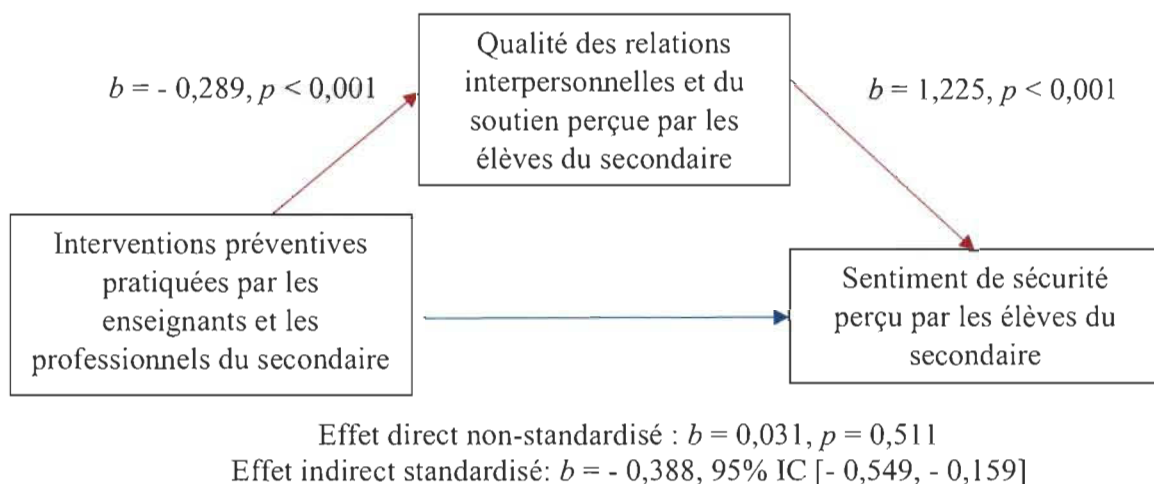 Qualité des relations
interpersonnelles et du
soutien perçue par les
élèves du secondaire
b = - 0,289, p < 0,001
b = 1,225, p < 0,001
Interventions préventives
pratiquées par les
enseignants et les
professionnels du secondaire
Sentiment de sécurité
perçu par les élèves du
secondaire
Effet direct non-standardisé : b = 0,031, p = 0,511
Effet indirect standardisé: b = - 0,388, 95% IC [- 0,549, - 0,159]